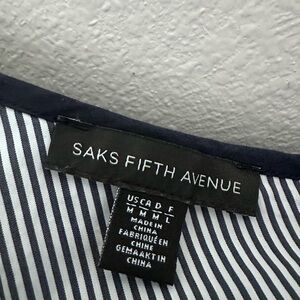 SAKS FIFTH AVENUE
US CA D F
M M M L
MADE IN
CHINA
FABRIQUÉ EN
CHINE
GEMAAKT IN
CHINA